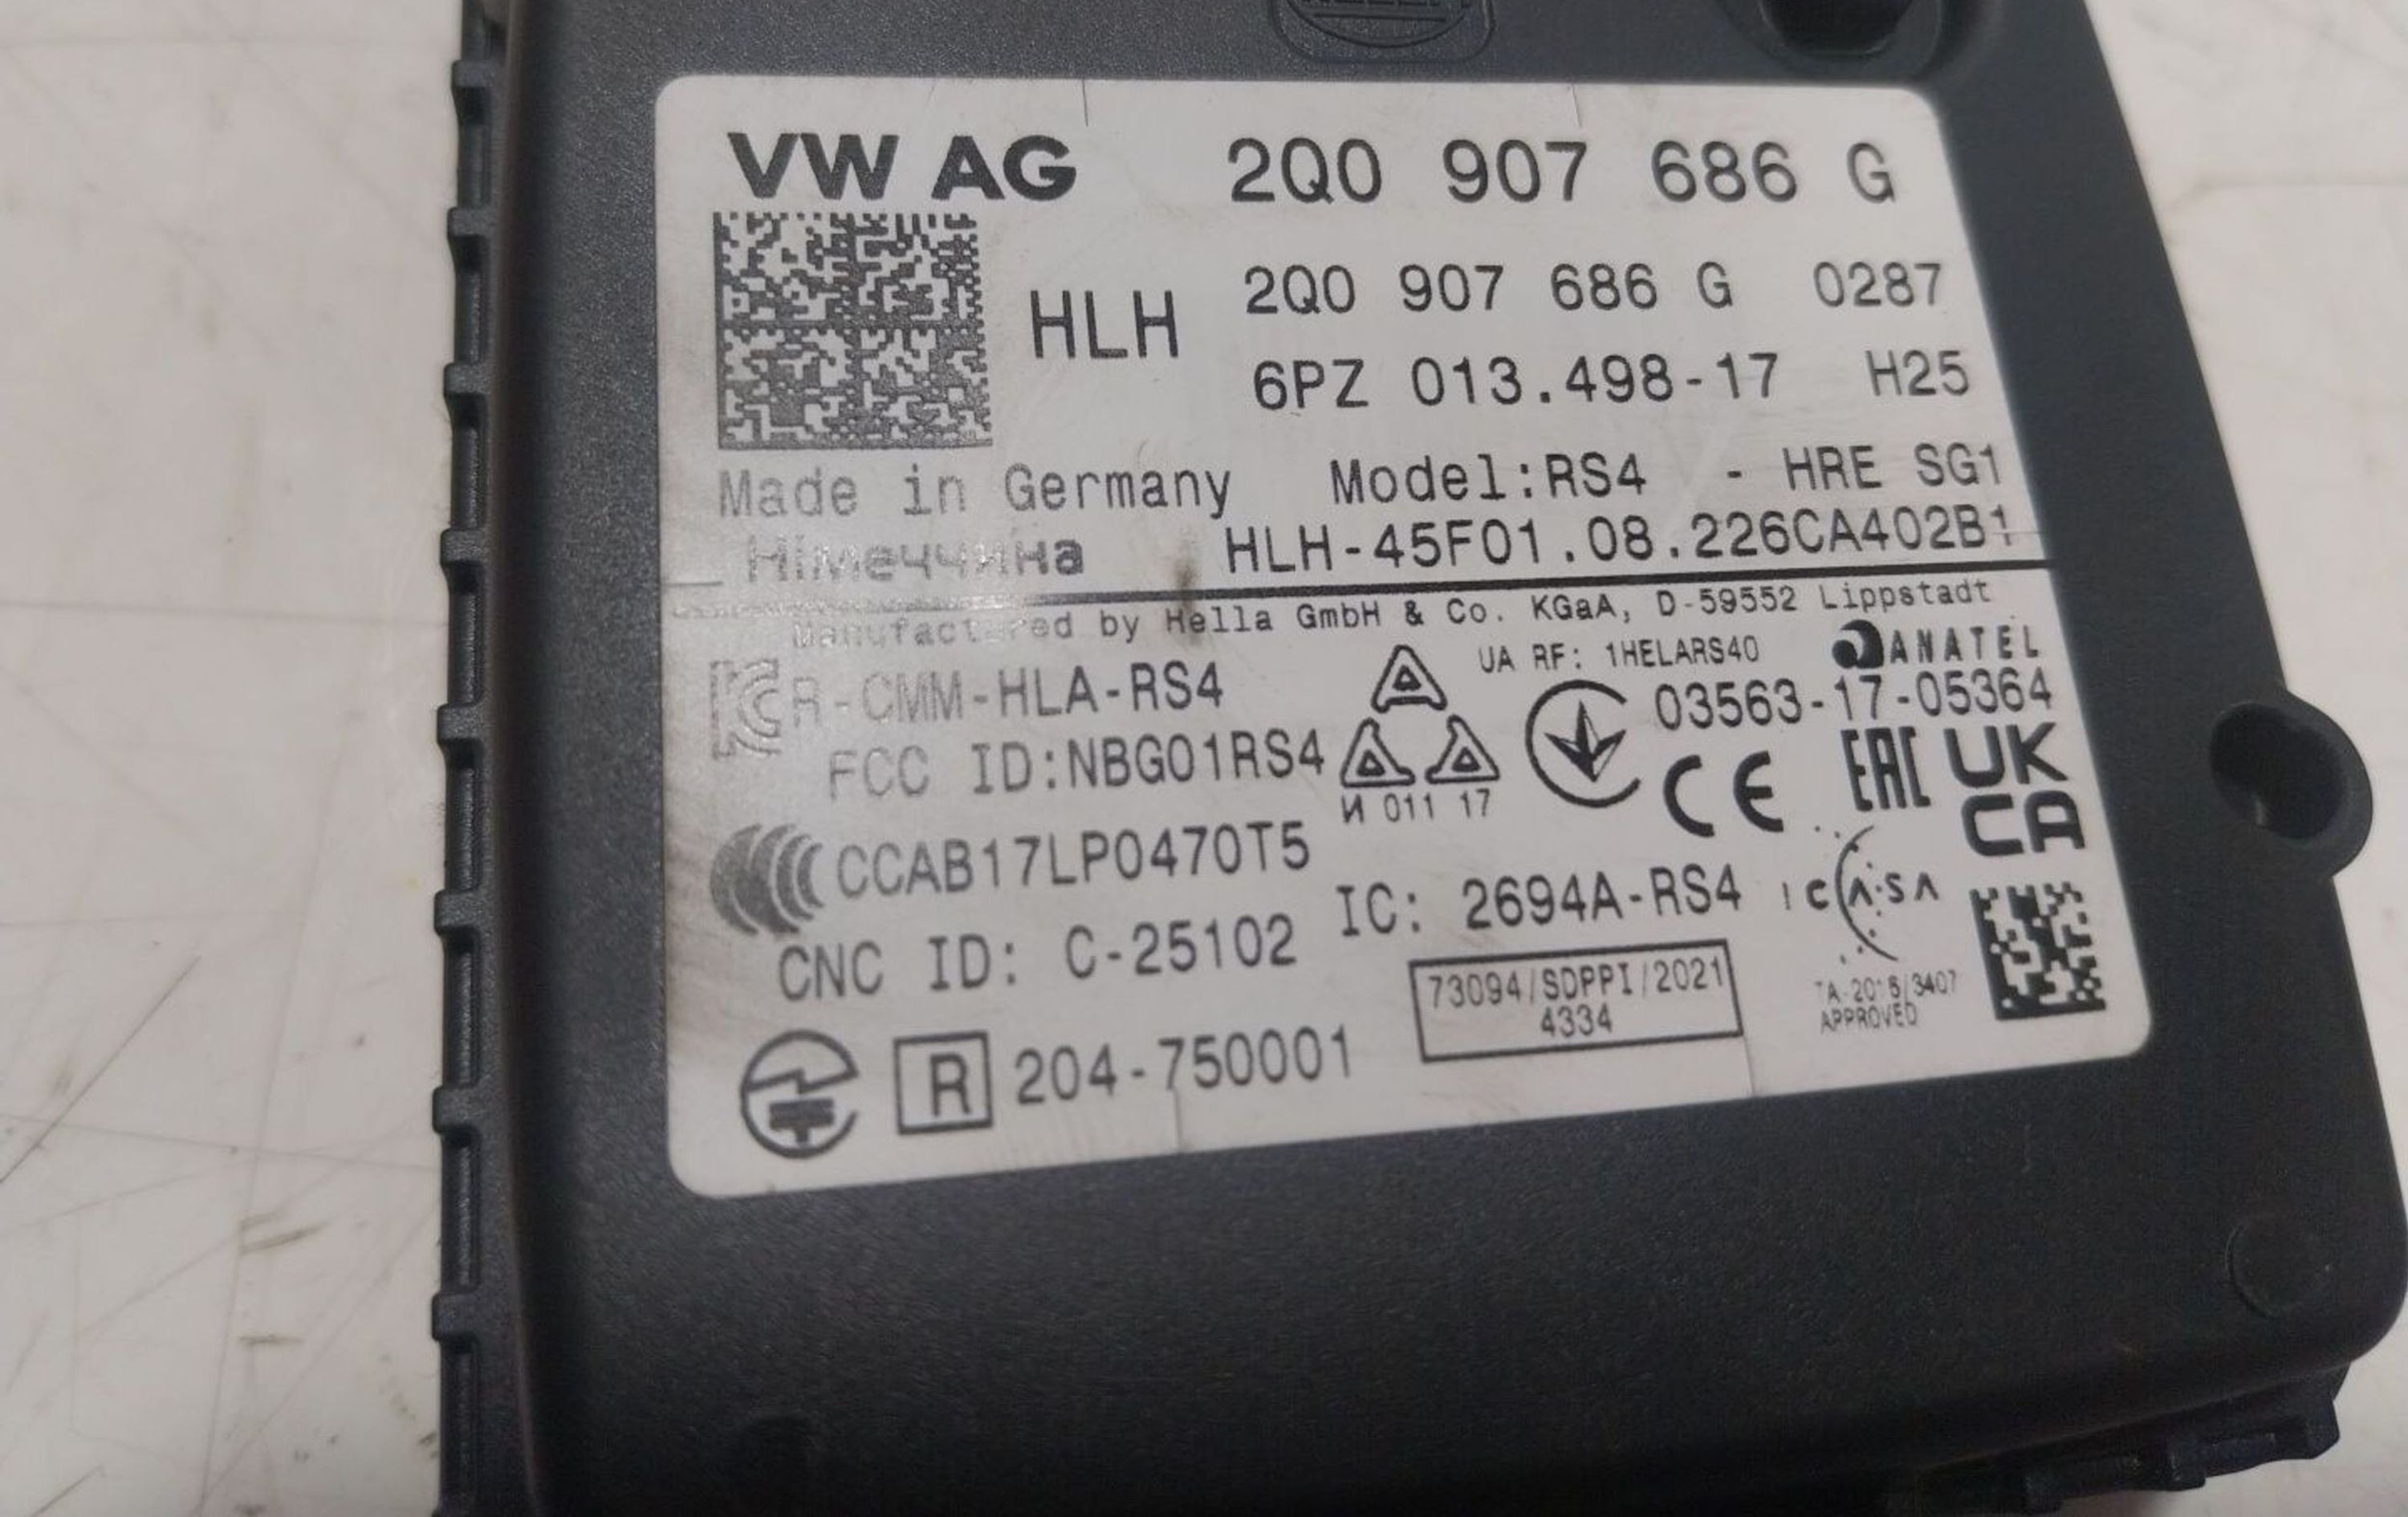 VW AG 2Q0 907 686 G
HLH 2Q0 907 686 G 0287
6PZ 013.498-17 H25
Made in Germany Model:RS4 - HRE SG1
Німеччина HLH-45F01.08.226CA402B1
Manufactured by Hella GmbH & Co. KGaA, D-59552 Lippstadt
UA RF: 1HELARS40 ANATEL
R-CMM-HLA-RS4 03563-17-05364
FCC ID:NBG01RS4
И 011 17 CE EAC UK CA
CCAB17LP0470T5
IC: 2694A-RS4 ICASA
CNC ID: C-25102
73094/SDPPI/2021
4334
APPROVED
R 204-750001